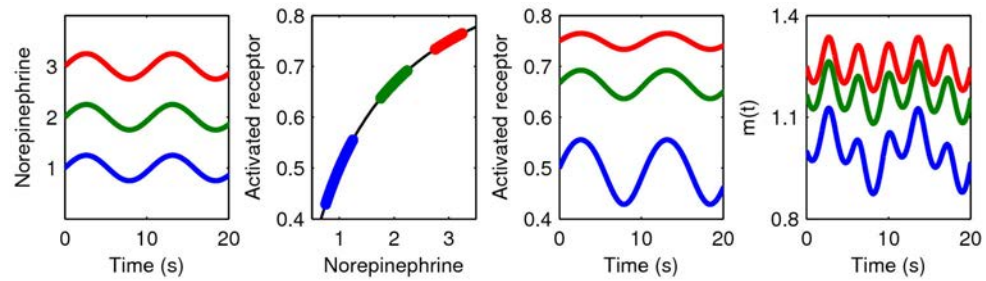 Norepinephrine
3
2
1
0 10 20
Time (s)
Activated receptor
0.8
0.7
0.6
0.5
0.4
1 2 3
Norepinephrine
Activated receptor
0.8
0.7
0.6
0.5
0.4
0 10 20
Time (s)
m(t)
1.4
1.1
0.8
0 10 20
Time (s)